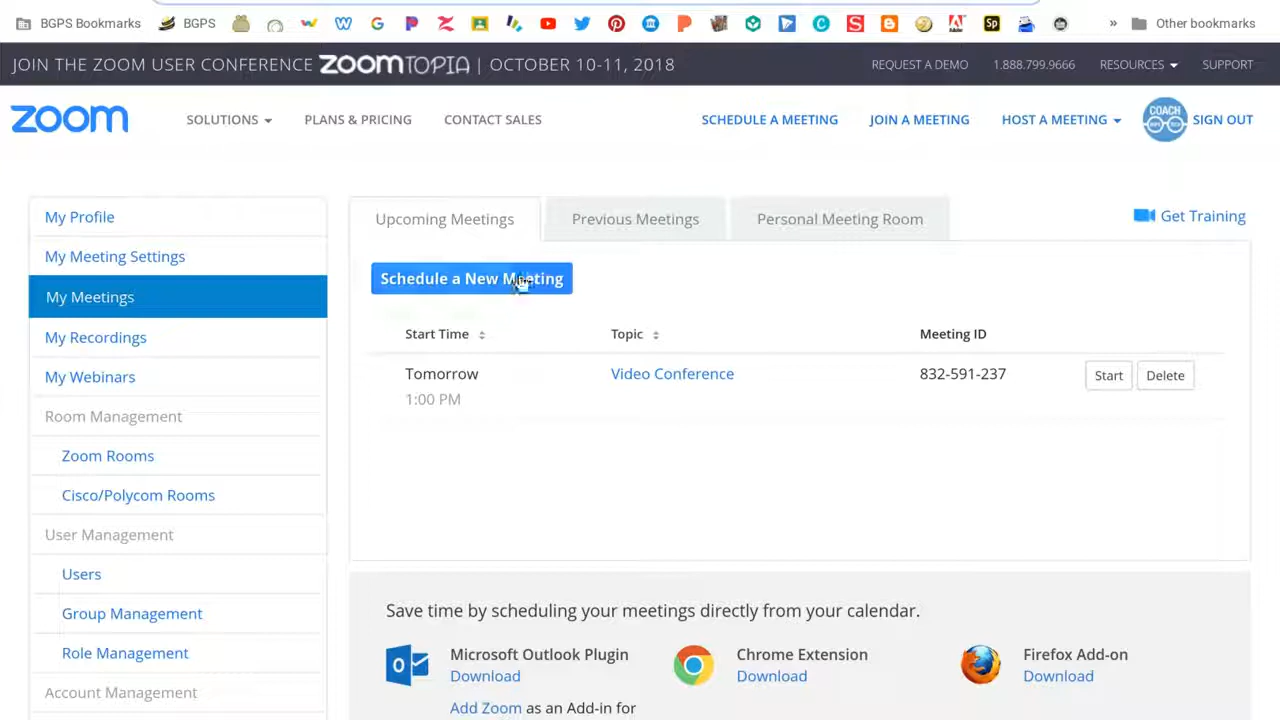 BGPS Bookmarks BGPS Sp » Other bookmarks
JOIN THE ZOOM USER CONFERENCE ZOOMTOPIA | OCTOBER 10-11, 2018 REQUEST A DEMO 1.888.799.9666 RESOURCES SUPPORT
zoom SOLUTIONS PLANS & PRICING CONTACT SALES SCHEDULE A MEETING JOIN A MEETING HOST A MEETING COACH SIGN OUT
My Profile
My Meeting Settings
My Meetings
My Recordings
My Webinars
Room Management
Zoom Rooms
Cisco/Polycom Rooms
User Management
Users
Group Management
Role Management
Account Management
Upcoming Meetings Previous Meetings Personal Meeting Room Get Training
Schedule a New Meeting
Start Time Topic Meeting ID
Tomorrow Video Conference 832-591-237 Start Delete
1:00 PM
Save time by scheduling your meetings directly from your calendar.
Microsoft Outlook Plugin Chrome Extension Firefox Add-on
Download Download Download
Add Zoom as an Add-in for